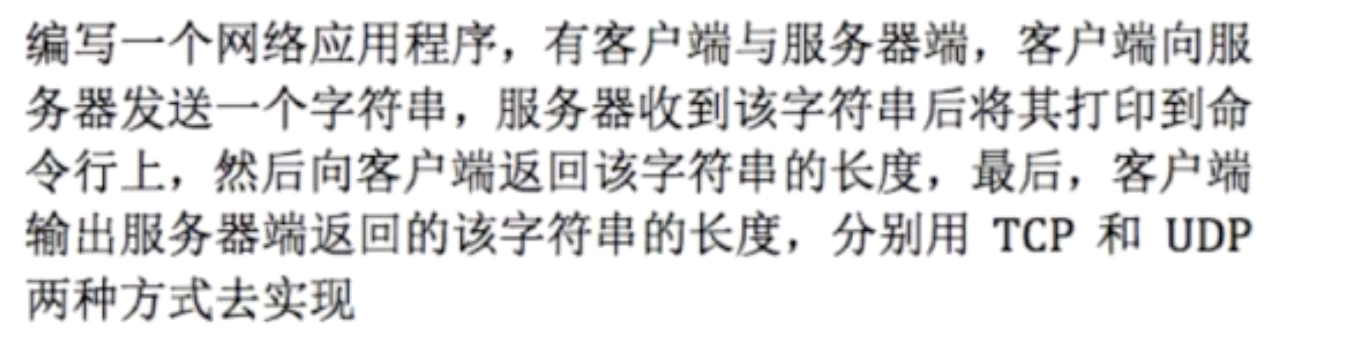 编写一个网络应用程序，有客户端与服务器端，客户端向服
务器发送一个字符串，服务器收到该字符串后将其打印到命
令行上，然后向客户端返回该字符串的长度，最后，客户端
输出服务器端返回的该字符串的长度，分别用 TCP 和 UDP
两种方式去实现